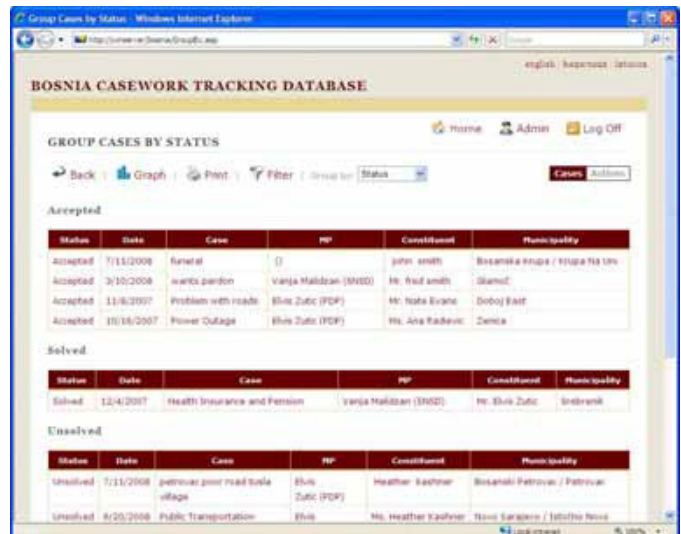 Group Cases by Status - Windows Internet Explorer
english
BOSNIA CASEWORK TRACKING DATABASE
Home Admin Log Off
GROUP CASES BY STATUS
Back Graph Print Filter Group by: Status Cases Actions
Accepted
Status Date Case MP Constituent Municipality
Accepted 7/11/2008 funeral () john smith Bosanska Krupa / Krupa Na Uni
Accepted 3/10/2008 wants pardon Vanja Malidzan (SNSD) Mr. fred smith Glamoč
Accepted 11/8/2007 Problem with roads Elvis Zutic (PDP) Mr. Nate Evans Doboj East
Accepted 10/16/2007 Power Outage Elvis Zutic (PDP) Ms. Ana Radievic Zenica
Solved
Status Date Case MP Constituent Municipality
Solved 12/4/2007 Health Insurance and Pension Vanja Malidzan (SNSD) Mr. Elvis Zutic Srebrenik
Unsolved
Status Date Case MP Constituent Municipality
Unsolved 7/11/2008 petrovac poor road tusla village Elvis Zutic (PDP) Heather Kashner Bosanski Petrovac / Petrovac
Unsolved 6/20/2008 Public Transportation Elvis Ms. Heather Kashner Novo Sarajevo / Istočno Novo
Local intranet 100%